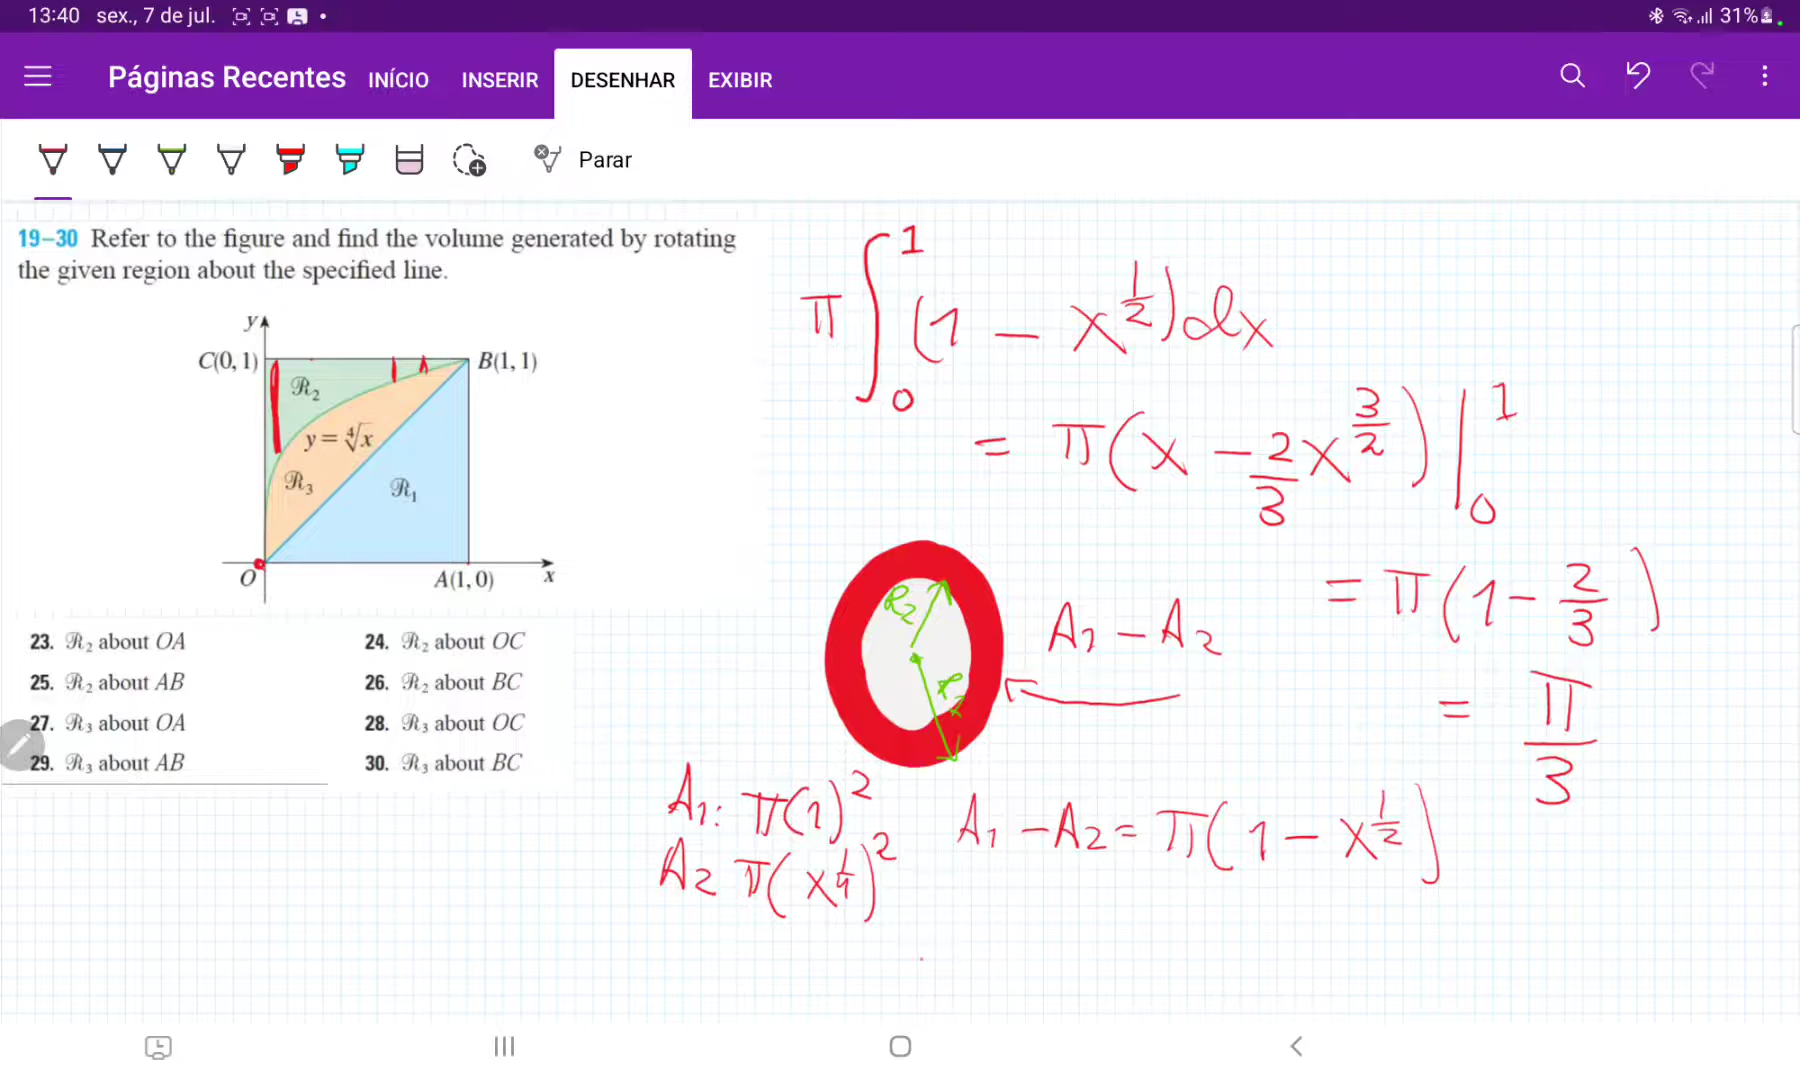 13:40 sex., 7 de jul. • 31%
Páginas Recentes INÍCIO INSERIR DESENHAR EXIBIR
Parar
19–30 Refer to the figure and find the volume generated by rotating
the given region about the specified line.
y
C(0, 1) B(1, 1)
ℛ₂
y = ∜x
ℛ₃ ℛ₁
O A(1, 0) x
23. ℛ₂ about OA 24. ℛ₂ about OC
25. ℛ₂ about AB 26. ℛ₂ about BC
27. ℛ₃ about OA 28. ℛ₃ about OC
29. ℛ₃ about AB 30. ℛ₃ about BC
π ∫₀¹ (1 − x^{1/2}) dx
= π(x − 2/3 x^{3/2}) |₀¹
= π(1 − 2/3)
= π/3
R₂
A₁ − A₂
A₁: π(1)²
A₂ π(x^{1/4})²
A₁ − A₂ = π(1 − x^{1/2})